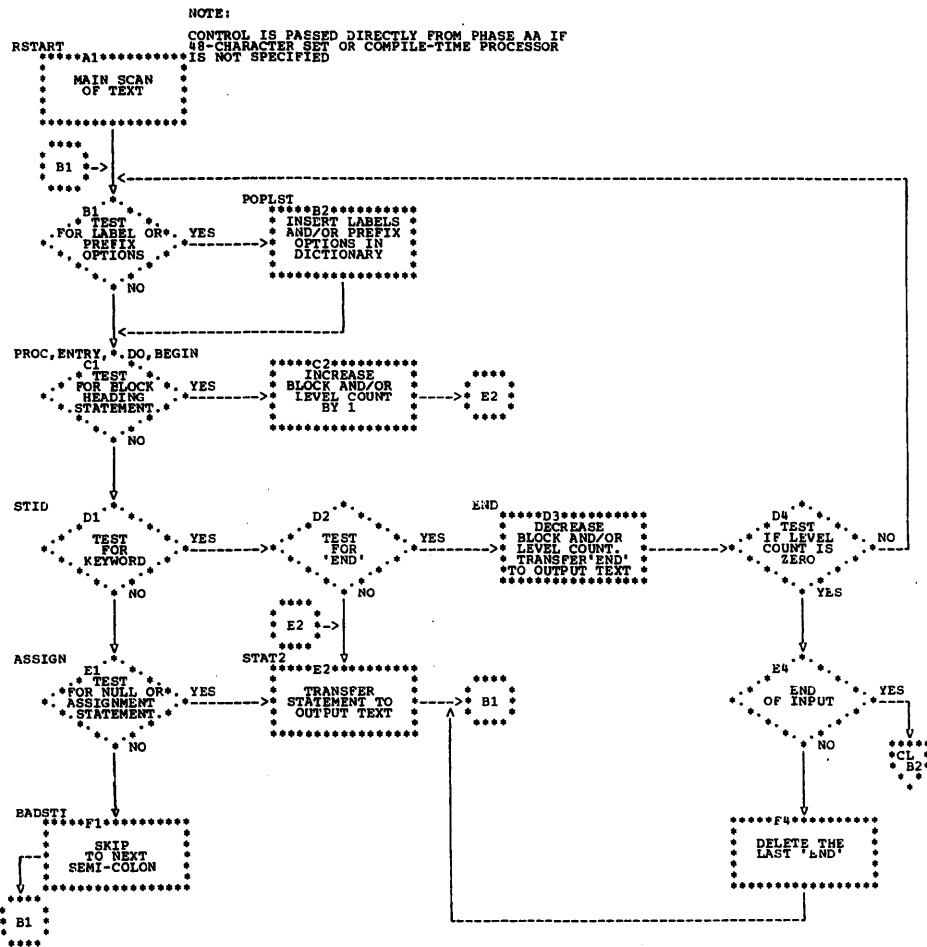 NOTE:
CONTROL IS PASSED DIRECTLY FROM PHASE AA IF
48-CHARACTER SET OR COMPILE-TIME PROCESSOR
IS NOT SPECIFIED
RSTART
A1
MAIN SCAN
OF TEXT
B1
B1
TEST
FOR LABEL OR
PREFIX
OPTIONS
YES
NO
POPLST
B2
INSERT LABELS
AND/OR PREFIX
OPTIONS IN
DICTIONARY
PROC,ENTRY, DO,BEGIN
C1
TEST
FOR BLOCK
HEADING
STATEMENT
YES
NO
C2
INCREASE
BLOCK AND/OR
LEVEL COUNT
BY 1
E2
STID
D1
TEST
FOR
KEYWORD
YES
NO
D2
TEST
FOR
'END'
YES
NO
END
D3
DECREASE
BLOCK AND/OR
LEVEL COUNT.
TRANSFER'END'
TO OUTPUT TEXT
D4
TEST
IF LEVEL
COUNT IS
ZERO
NO
YES
E2
ASSIGN
E1
TEST
FOR NULL OR
ASSIGNMENT
STATEMENT
YES
NO
STAT2
E2
TRANSFER
STATEMENT TO
OUTPUT TEXT
B1
E4
END
OF INPUT
YES
NO
CL
B2
BADSTI
F1
SKIP
TO NEXT
SEMI-COLON
B1
F4
DELETE THE
LAST 'END'